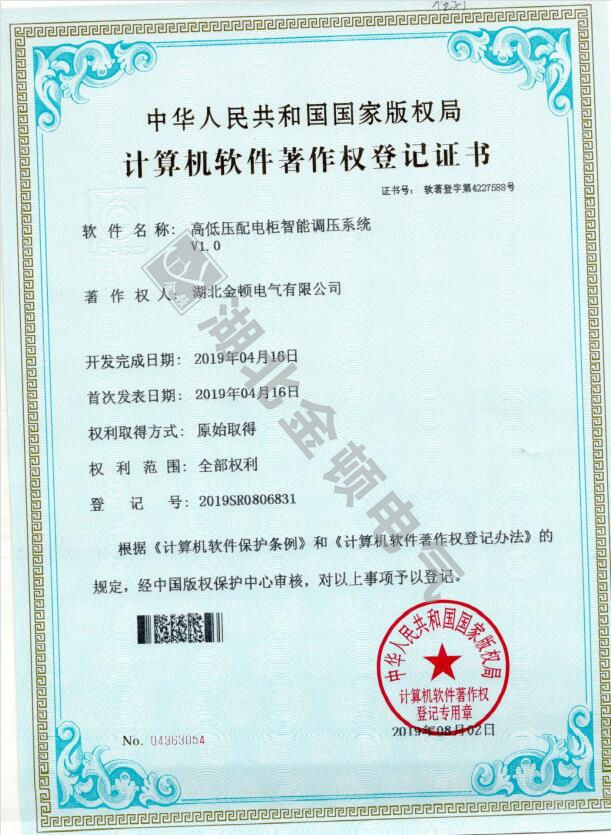 中华人民共和国国家版权局
计算机软件著作权登记证书
证书号： 软著登字第4227588号
软件名称： 高低压配电柜智能调压系统
V1.0
著作权人： 湖北金顿电气有限公司
开发完成日期： 2019年04月16日
首次发表日期： 2019年04月16日
权利取得方式： 原始取得
权利范围： 全部权利
登记号： 2019SR0806831
根据《计算机软件保护条例》和《计算机软件著作权登记办法》的
规定，经中国版权保护中心审核，对以上事项予以登记。
湖北金顿电气
中华人民共和国国家版权局
计算机软件著作权
登记专用章
2019年08月02日
No. 04363054